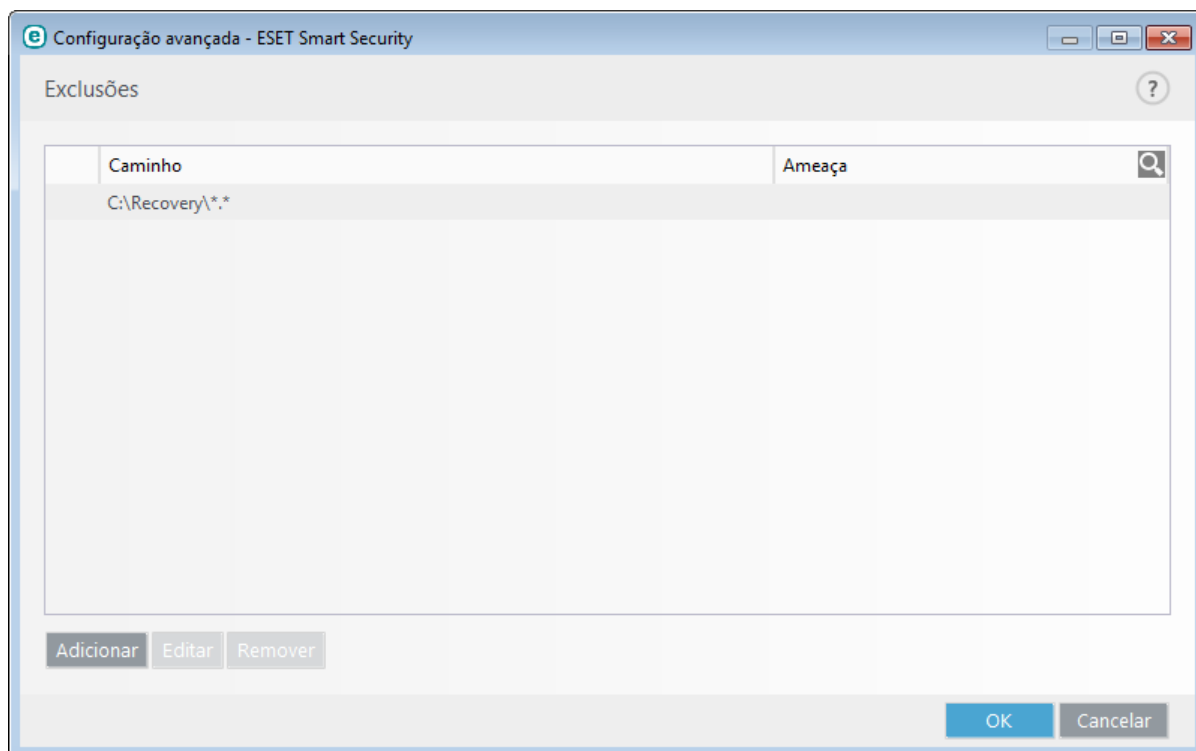 e Configuração avançada - ESET Smart Security
Exclusões
?
Caminho Ameaça
C:\Recovery\*.*
Adicionar Editar Remover
OK Cancelar